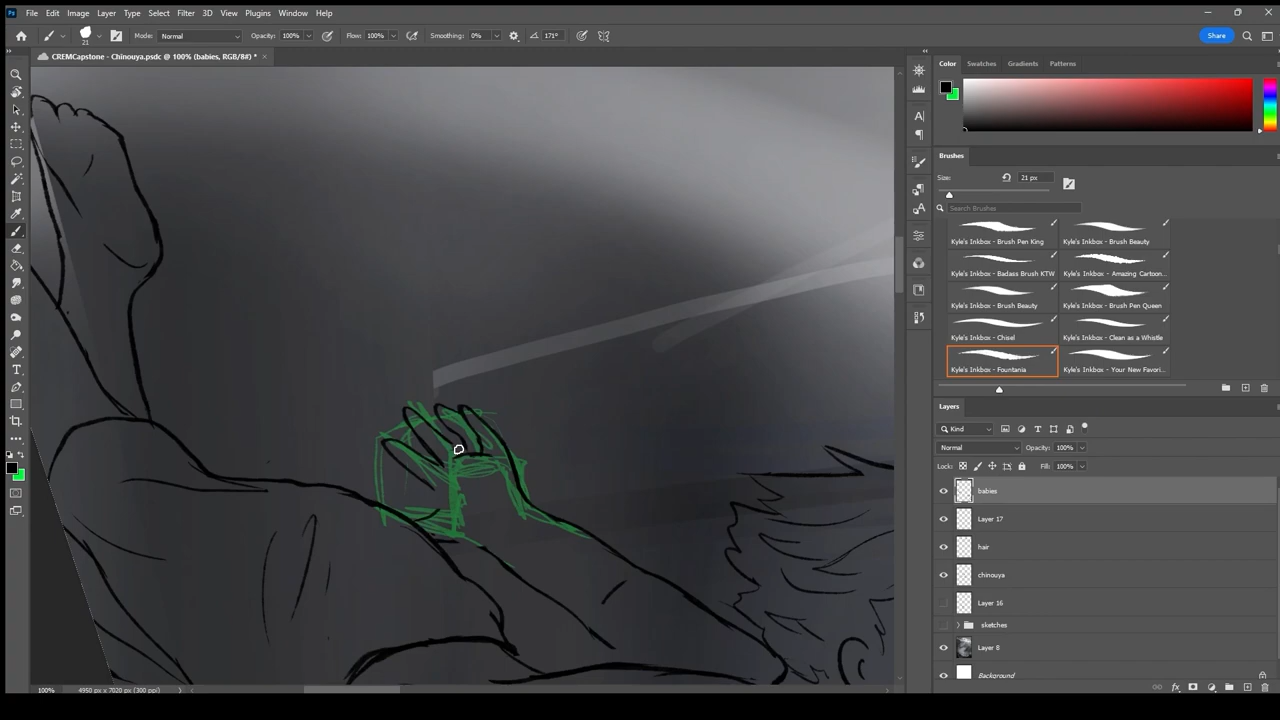 Ps File Edit Image Layer Type Select Filter 3D View Plugins Window Help
21 Mode: Normal Opacity: 100% Flow: 100% Smoothing: 0% 171° Share
CREMCapstone - Chinouya.psdc @ 100% (babies, RGB/8#) *
Color Swatches Gradients Patterns
Brushes
Size: 21 px
Search Brushes
Kyle's Inkbox - Brush Pen King Kyle's Inkbox - Brush Beauty
Kyle's Inkbox - Badass Brush KTW Kyle's Inkbox - Amazing Cartoon...
Kyle's Inkbox - Brush Beauty Kyle's Inkbox - Brush Pen Queen
Kyle's Inkbox - Chisel Kyle's Inkbox - Clean as a Whistle
Kyle's Inkbox - Fountania Kyle's Inkbox - Your New Favori...
Layers
Kind
Normal Opacity: 100%
Lock: Fill: 100%
babies
Layer 17
hair
chinouya
Layer 16
sketches
Layer 8
Background
100% 4950 px x 7020 px (300 ppi)